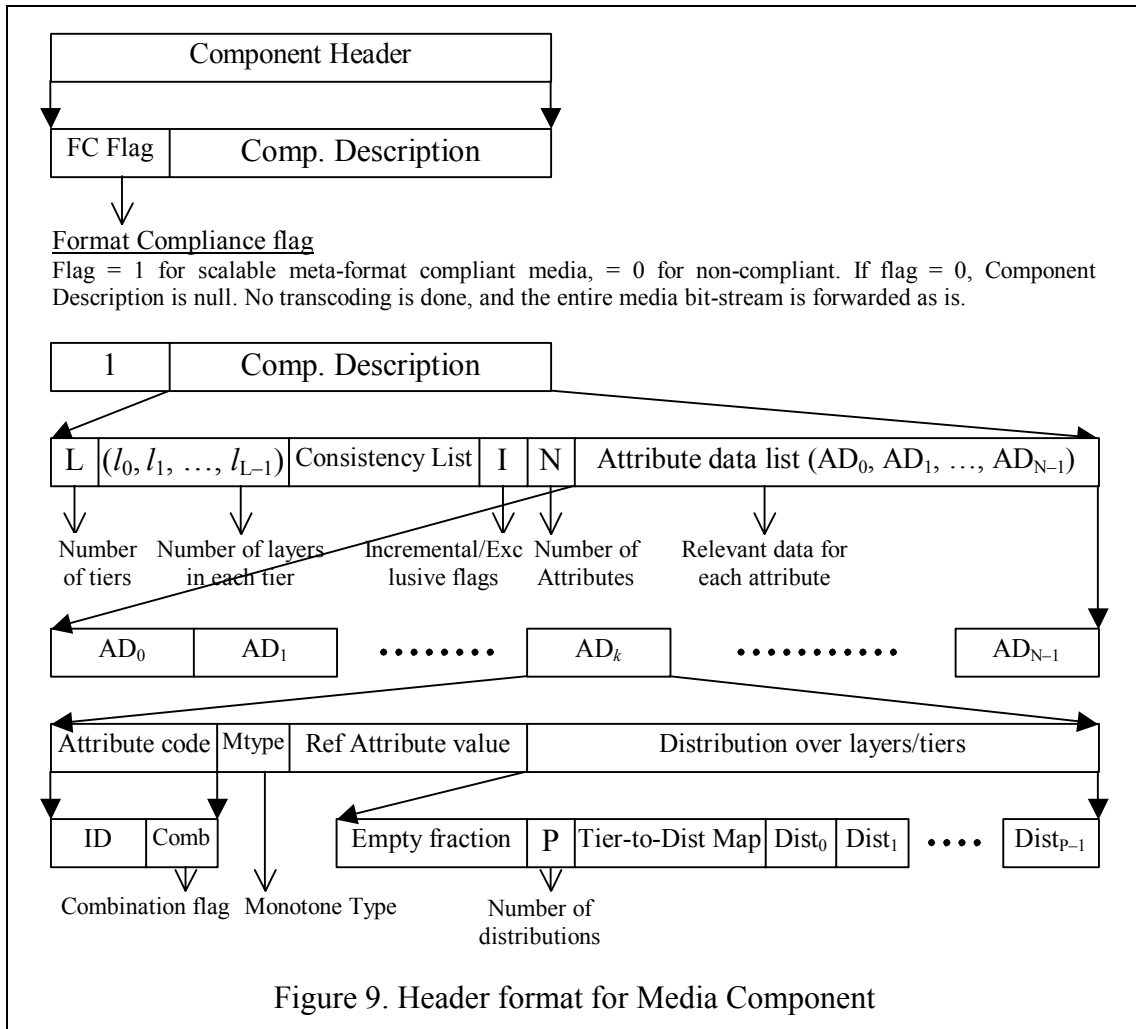 Component Header
FC Flag Comp. Description
Format Compliance flag
Flag = 1 for scalable meta-format compliant media, = 0 for non-compliant. If flag = 0, Component
Description is null. No transcoding is done, and the entire media bit-stream is forwarded as is.
1 Comp. Description
L (l₀, l₁, …, l_L–1) Consistency List I N Attribute data list (AD₀, AD₁, …, AD_N–1)
Number of tiers Number of layers in each tier Incremental/Exc lusive flags Number of Attributes Relevant data for each attribute
AD₀ AD₁ AD_k AD_N–1
Attribute code Mtype Ref Attribute value Distribution over layers/tiers
ID Comb Empty fraction P Tier-to-Dist Map Dist₀ Dist₁ Dist_P–1
Combination flag Monotone Type Number of distributions
Figure 9. Header format for Media Component